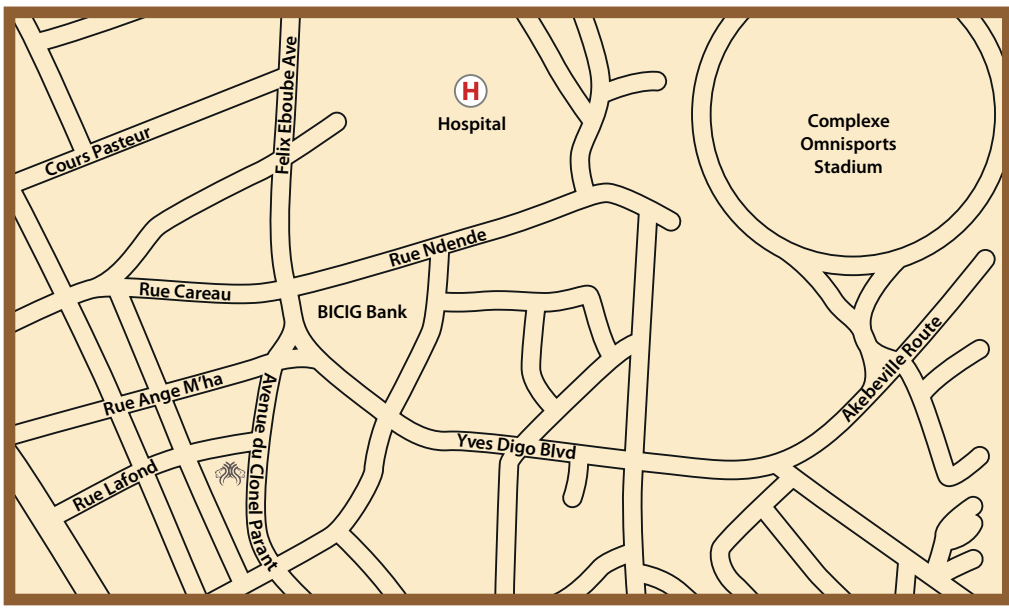 Felix Eboube Ave
H
Hospital
Complexe
Omnisports
Stadium
Cours Pasteur
Rue Ndende
Rue Careau
BICIG Bank
Akebeville Route
Rue Ange M'ha
Avenue du Clonel Parant
Yves Digo Blvd
Rue Lafond